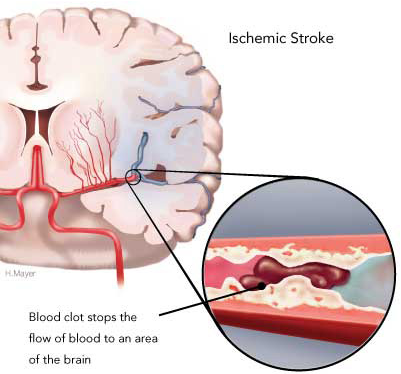 Ischemic Stroke
H.Mayer
Blood clot stops the
flow of blood to an area
of the brain